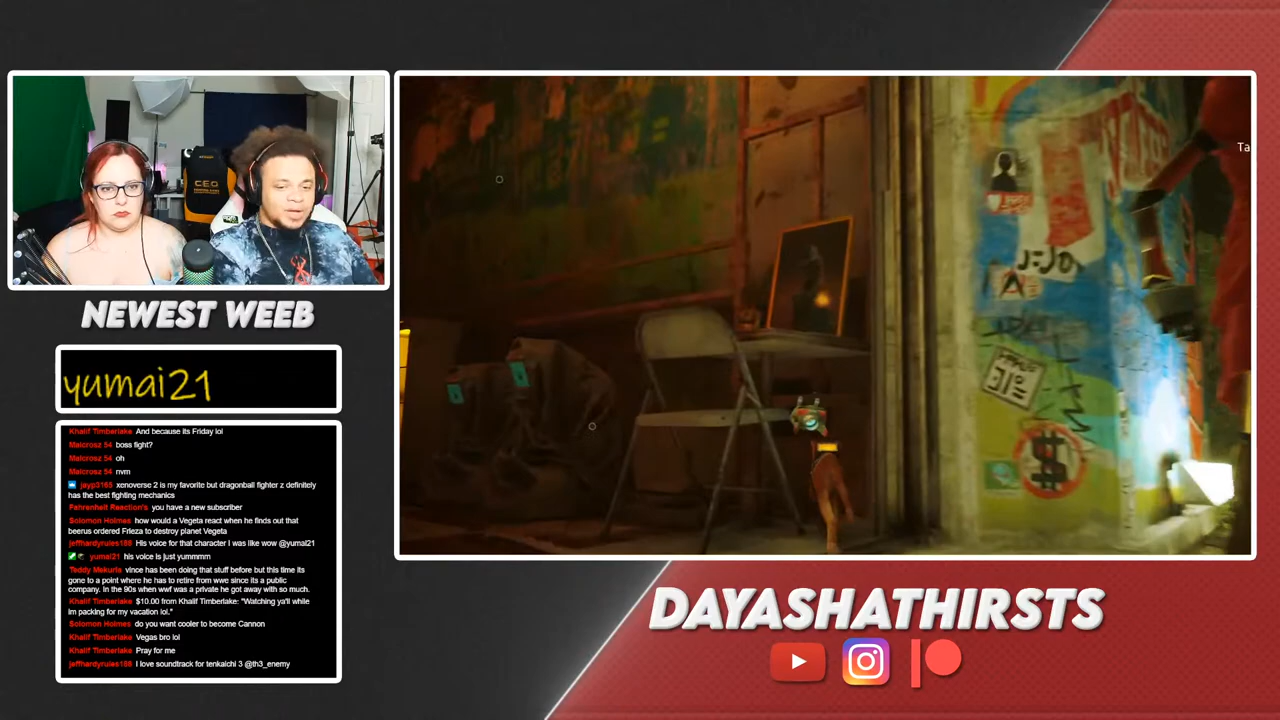 Ta
CEO
NEWEST WEEB
yumai21
Khalif Timberlake And because its Friday lol
Malcrosz 54 boss fight?
Malcrosz 54 oh
Malcrosz 54 nvm
jayp3165 xenoverse 2 is my favorite but dragonball fighter z definitely
has the best fighting mechanics
Fahrenheit Reaction's you have a new subscriber
Solomon Holmes how would a Vegeta react when he finds out that
beerus ordered Frieza to destroy planet Vegeta
jeffhardyrules188 His voice for that character I was like wow @yumai21
yumai21 his voice is just yummmm
Teddy Mekuria vince has been doing that stuff before but this time its
gone to a point where he has to retire from wwe since its a public
company. In the 90s when wwf was a private he got away with so much.
Khalif Timberlake $10.00 from Khalif Timberlake: "Watching ya'll while
im packing for my vacation lol."
Solomon Holmes do you want cooler to become Cannon
Khalif Timberlake Vegas bro lol
Khalif Timberlake Pray for me
jeffhardyrules188 I love soundtrack for tenkaichi 3 @th3_enemy
DAYASHATHIRSTS